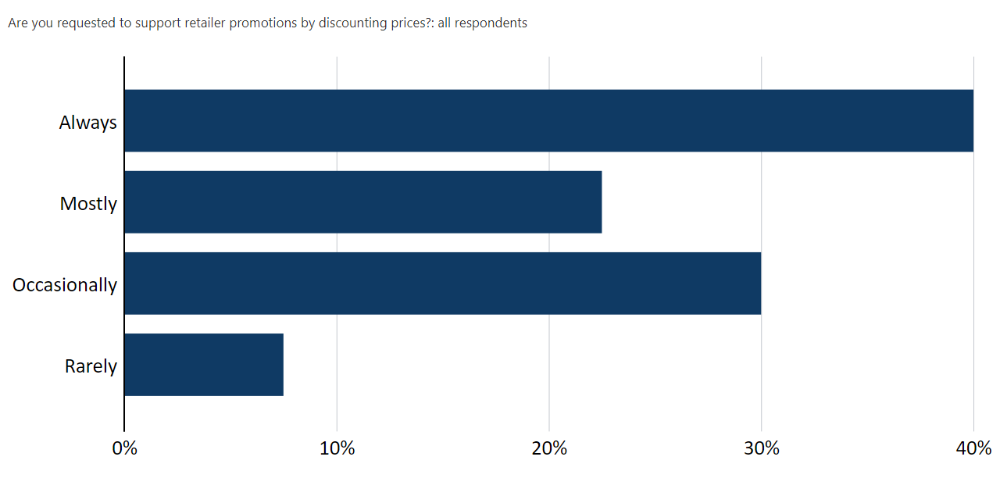 Are you requested to support retailer promotions by discounting prices?: all respondents
Always
Mostly
Occasionally
Rarely
0% 10% 20% 30% 40%